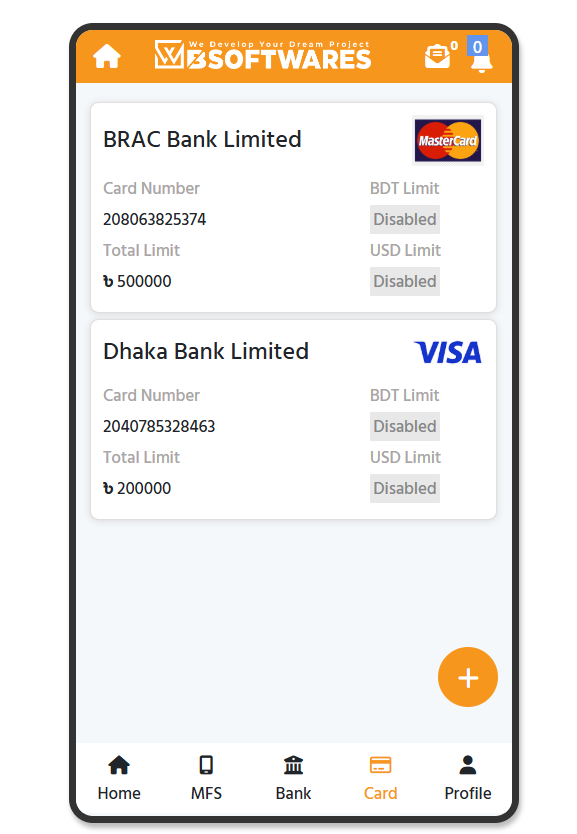 We Develop Your Dream Project
BSOFTWARES
0
0
BRAC Bank Limited
MasterCard
Card Number
BDT Limit
208063825374
Disabled
Total Limit
USD Limit
৳ 500000
Disabled
Dhaka Bank Limited
VISA
Card Number
BDT Limit
2040785328463
Disabled
Total Limit
USD Limit
৳ 200000
Disabled
Home
MFS
Bank
Card
Profile